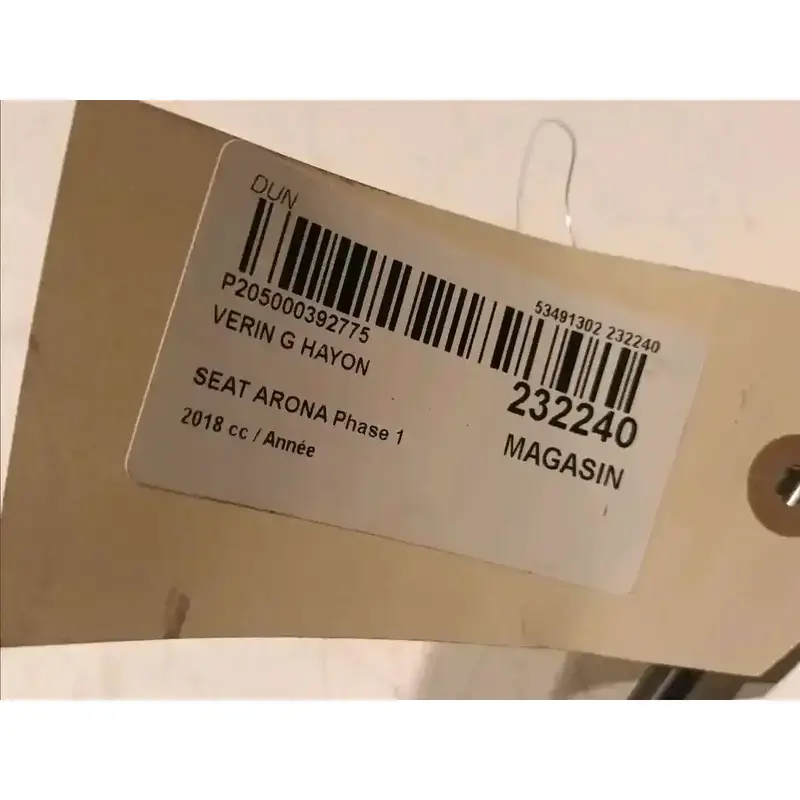 DUN
P205000392775
53491302 232240
VERIN G HAYON
232240
SEAT ARONA Phase 1
MAGASIN
2018 cc / Année